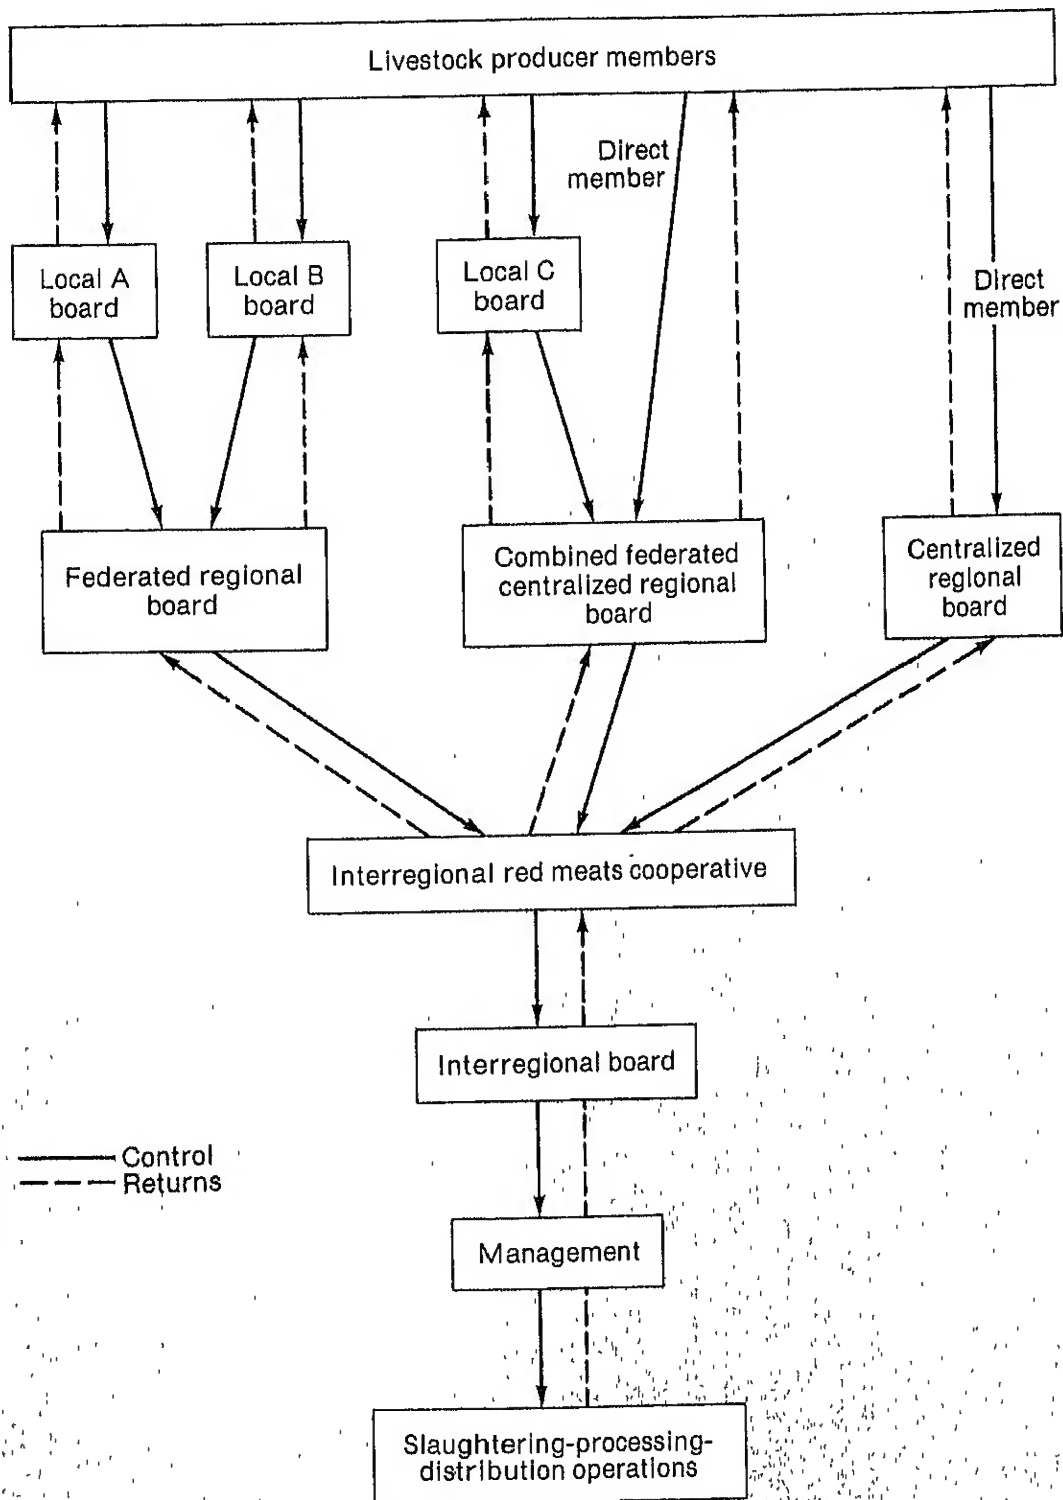 Livestock producer members
Direct
member
Local A
board
Local B
board
Local C
board
Direct
member
Federated regional
board
Combined federated
centralized regional
board
Centralized
regional
board
Interregional red meats cooperative
Interregional board
Control
Returns
Management
Slaughtering-processing-
distribution operations